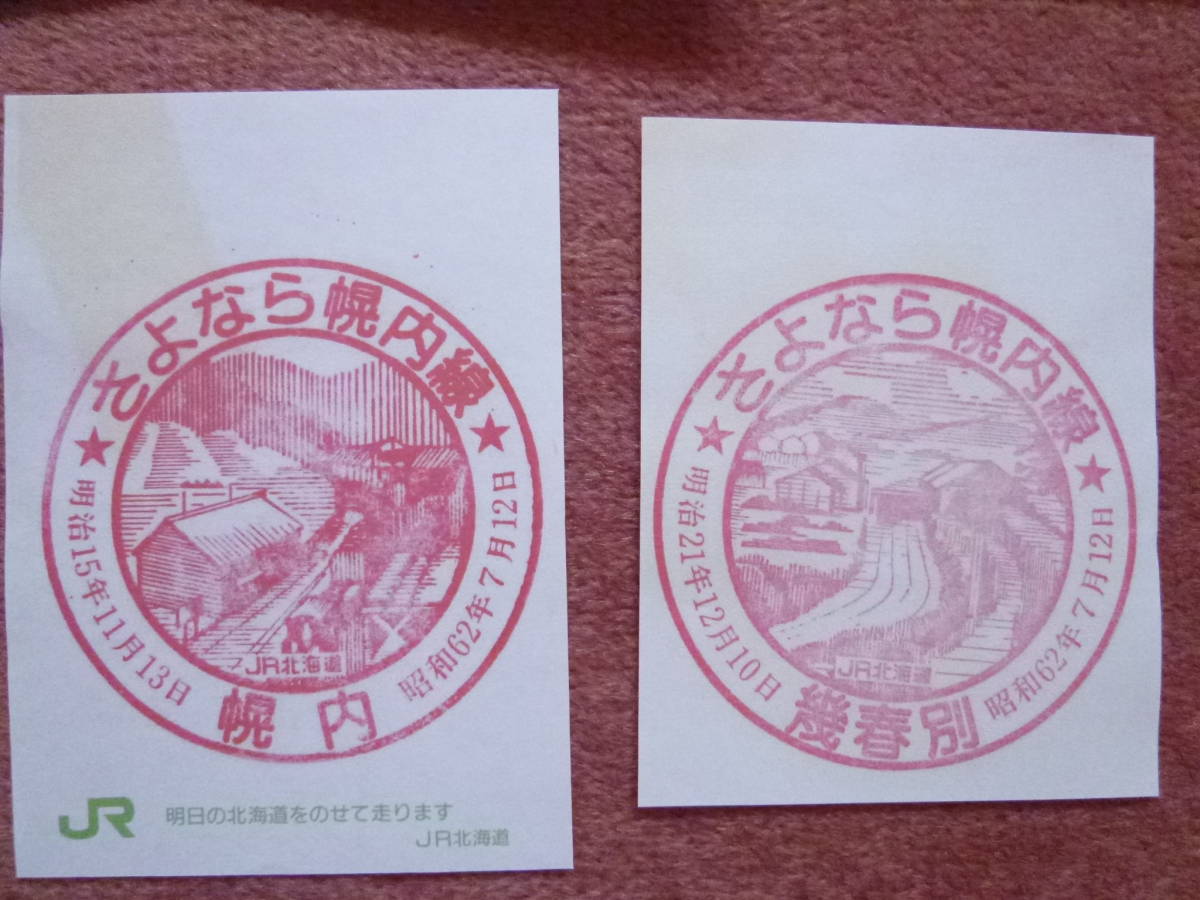 さよなら幌内線
★ 明治15年11月13日
昭和62年7月12日 ★
JR北海道
幌内
JR
明日の北海道をのせて走ります
JR北海道
さよなら幌内線
★ 明治21年12月10日
昭和62年7月12日 ★
JR北海道
幾春別